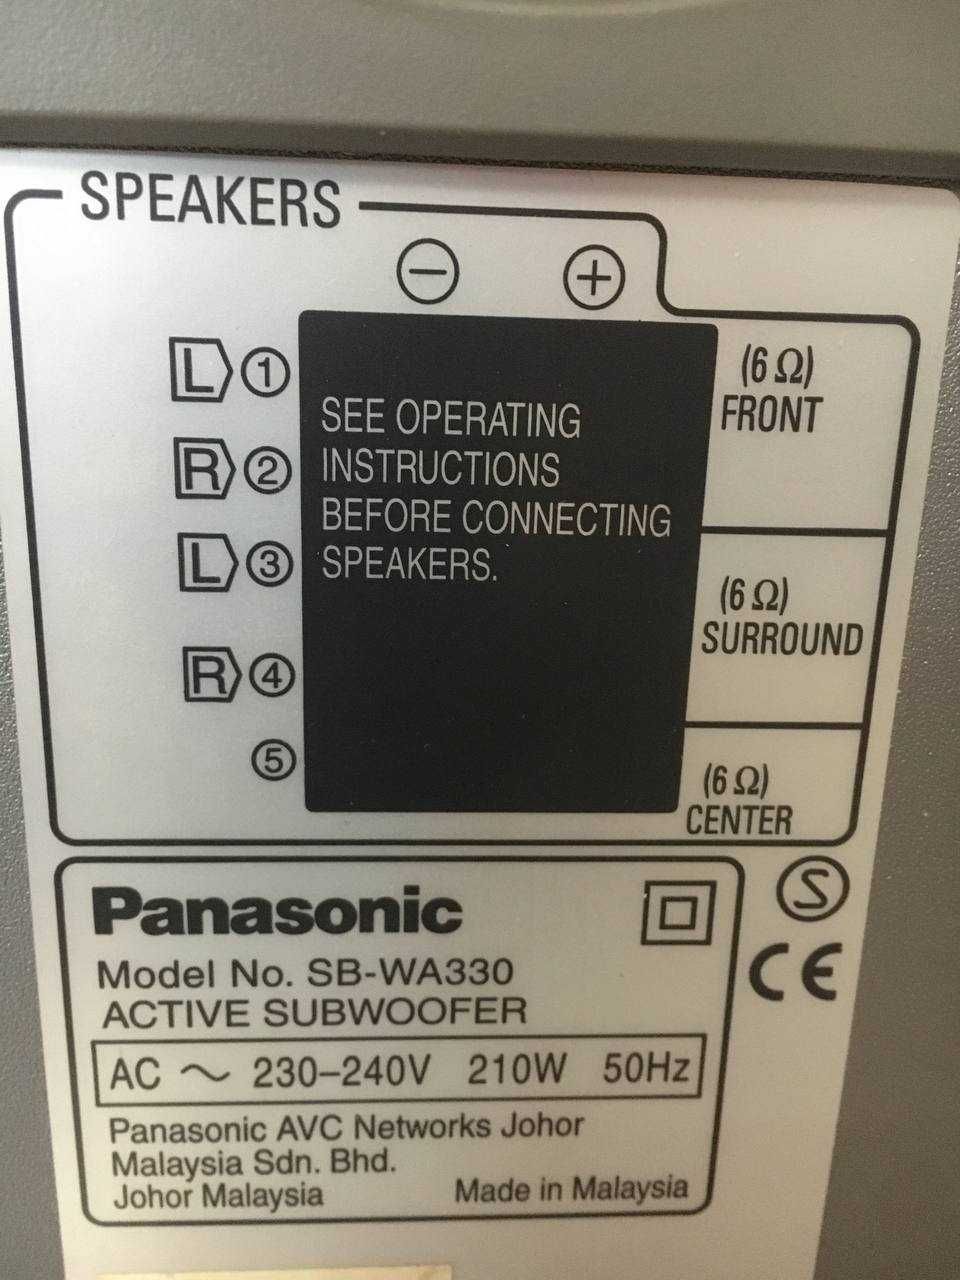 SPEAKERS
⊖ ⊕
L ① (6 Ω)
FRONT
R ②
L ③ (6 Ω)
SURROUND
R ④
⑤ (6 Ω)
CENTER
SEE OPERATING
INSTRUCTIONS
BEFORE CONNECTING
SPEAKERS.
Panasonic
Model No. SB-WA330
ACTIVE SUBWOOFER
AC ～ 230–240V 210W 50Hz
Panasonic AVC Networks Johor
Malaysia Sdn. Bhd.
Johor Malaysia Made in Malaysia
S
CE